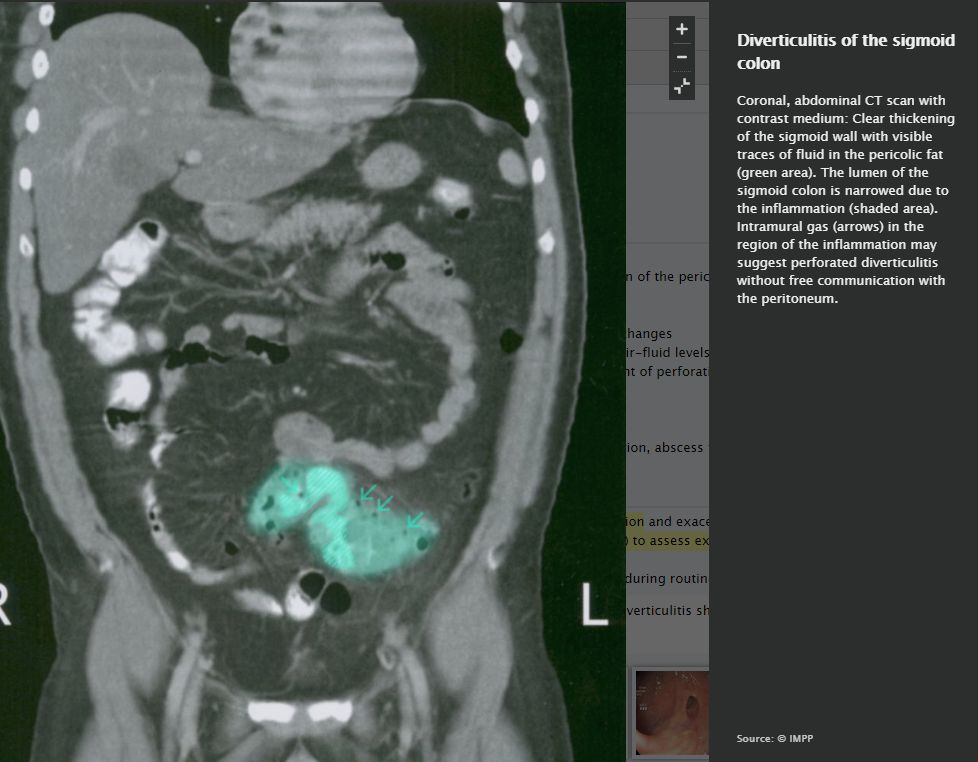 Diverticulitis of the sigmoid
colon
Coronal, abdominal CT scan with
contrast medium: Clear thickening
of the sigmoid wall with visible
traces of fluid in the pericolic fat
(green area). The lumen of the
sigmoid colon is narrowed due to
the inflammation (shaded area).
Intramural gas (arrows) in the
region of the inflammation may
suggest perforated diverticulitis
without free communication with
the peritoneum.
n of the peric
hanges
ir-fluid levels
nt of perforati
ion, abscess
ion and exace
) to assess ex
during routin
verticulitis sh
R
L
Source: © IMPP